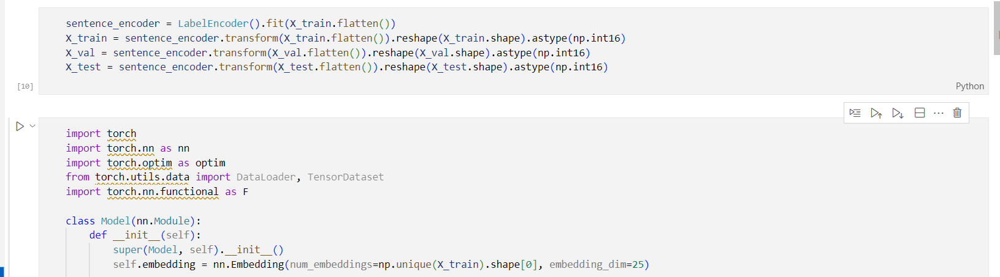 sentence_encoder = LabelEncoder().fit(X_train.flatten())
X_train = sentence_encoder.transform(X_train.flatten()).reshape(X_train.shape).astype(np.int16)
X_val = sentence_encoder.transform(X_val.flatten()).reshape(X_val.shape).astype(np.int16)
X_test = sentence_encoder.transform(X_test.flatten()).reshape(X_test.shape).astype(np.int16)
[10]
Python
import torch
import torch.nn as nn
import torch.optim as optim
from torch.utils.data import DataLoader, TensorDataset
import torch.nn.functional as F
class Model(nn.Module):
def __init__(self):
super(Model, self).__init__()
self.embedding = nn.Embedding(num_embeddings=np.unique(X_train).shape[0], embedding_dim=25)